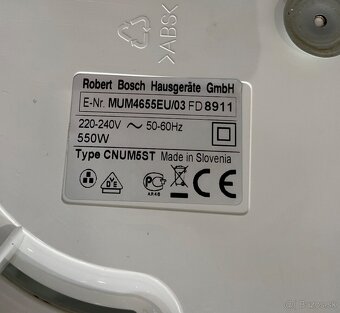 >ABS<
Robert Bosch Hausgeräte GmbH
E-Nr. MUM4655EU/03 FD 8911
220-240V ~ 50-60Hz
550W
Type CNUM5ST Made in Slovenia